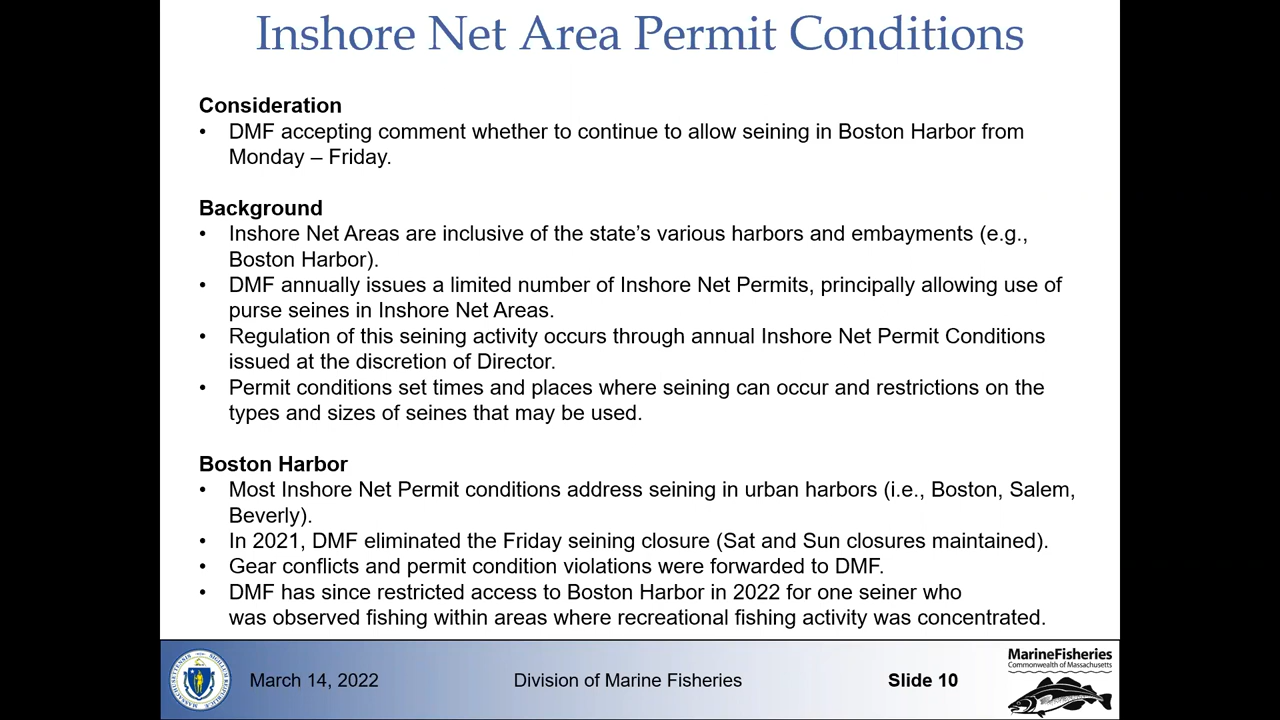 Inshore Net Area Permit Conditions
Consideration
• DMF accepting comment whether to continue to allow seining in Boston Harbor from
Monday – Friday.
Background
• Inshore Net Areas are inclusive of the state’s various harbors and embayments (e.g.,
Boston Harbor).
• DMF annually issues a limited number of Inshore Net Permits, principally allowing use of
purse seines in Inshore Net Areas.
• Regulation of this seining activity occurs through annual Inshore Net Permit Conditions
issued at the discretion of Director.
• Permit conditions set times and places where seining can occur and restrictions on the
types and sizes of seines that may be used.
Boston Harbor
• Most Inshore Net Permit conditions address seining in urban harbors (i.e., Boston, Salem,
Beverly).
• In 2021, DMF eliminated the Friday seining closure (Sat and Sun closures maintained).
• Gear conflicts and permit condition violations were forwarded to DMF.
• DMF has since restricted access to Boston Harbor in 2022 for one seiner who
was observed fishing within areas where recreational fishing activity was concentrated.
March 14, 2022
Division of Marine Fisheries
Slide 10
MarineFisheries
Commonwealth of Massachusetts